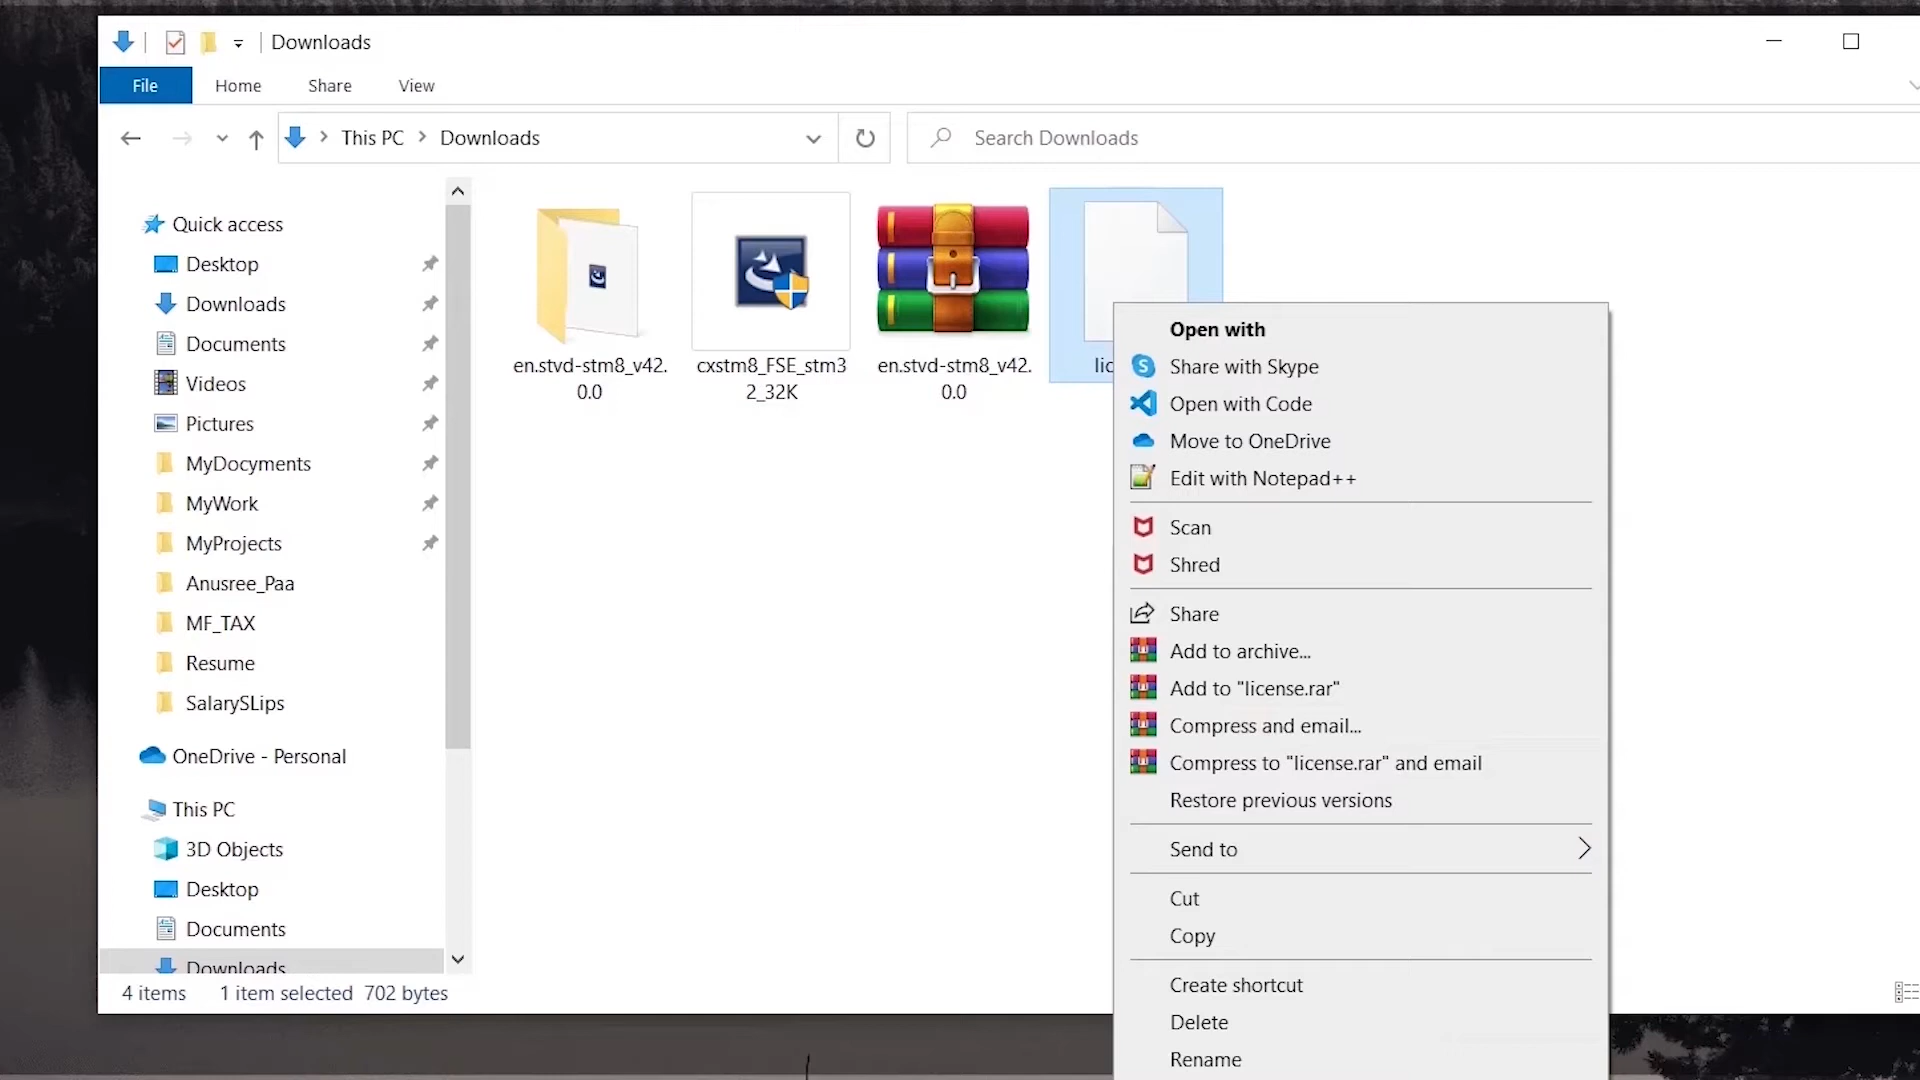 Downloads
File Home Share View
This PC Downloads
Search Downloads
Quick access
Desktop
Downloads
Documents
Videos
Pictures
MyDocyments
MyWork
MyProjects
Anusree_Paa
MF_TAX
Resume
SalarySLips
OneDrive - Personal
This PC
3D Objects
Desktop
Documents
Downloads
en.stvd-stm8_v42.
0.0
cxstm8_FSE_stm3
2_32K
en.stvd-stm8_v42.
0.0
lic
Open with
Share with Skype
Open with Code
Move to OneDrive
Edit with Notepad++
Scan
Shred
Share
Add to archive...
Add to "license.rar"
Compress and email...
Compress to "license.rar" and email
Restore previous versions
Send to
Cut
Copy
Create shortcut
Delete
Rename
4 items 1 item selected 702 bytes